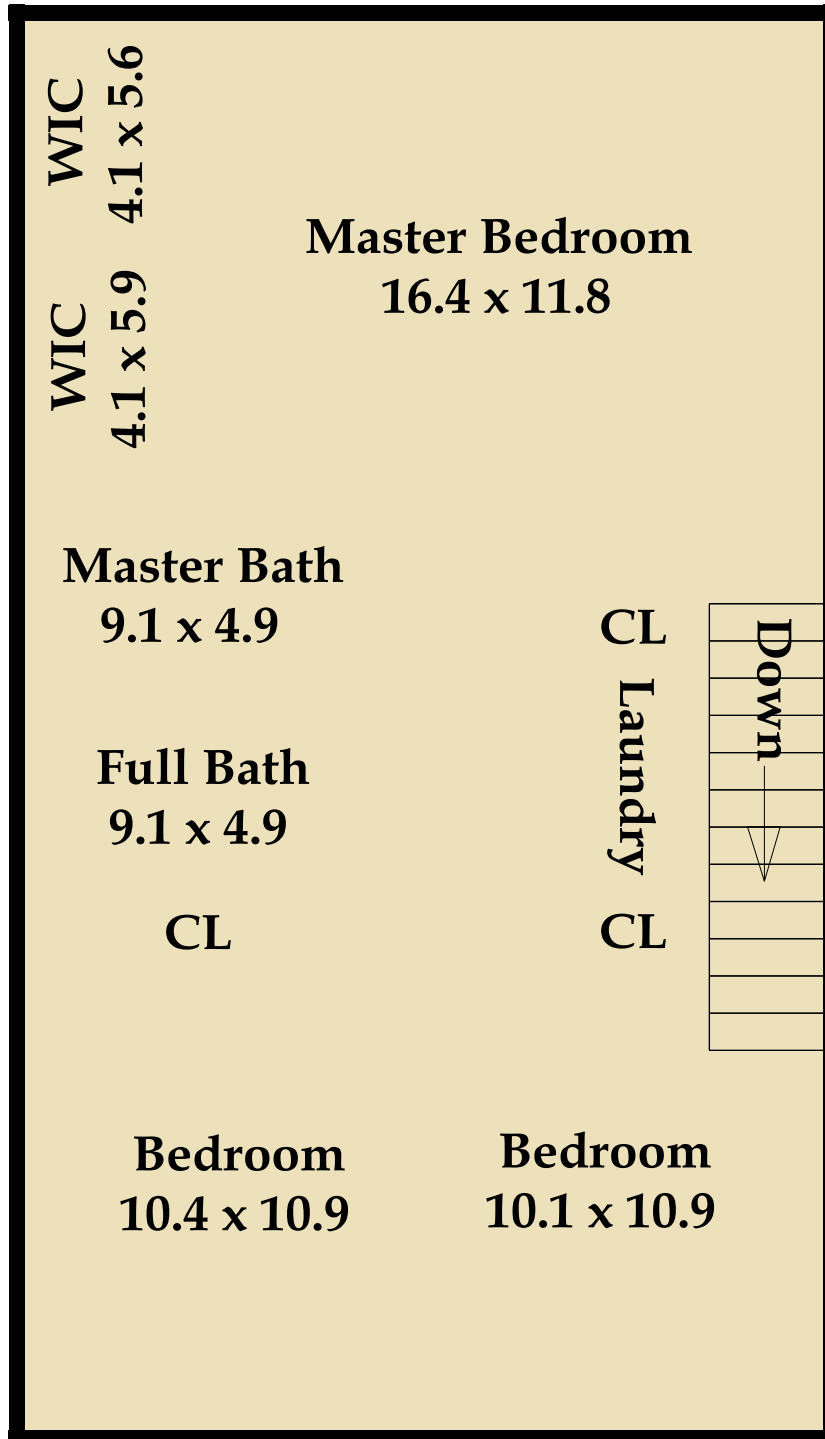 WIC
4.1 x 5.6
Master Bedroom
16.4 x 11.8
WIC
4.1 x 5.9
Master Bath
9.1 x 4.9
CL
Down
Laundry
Full Bath
9.1 x 4.9
CL
CL
Bedroom
10.4 x 10.9
Bedroom
10.1 x 10.9